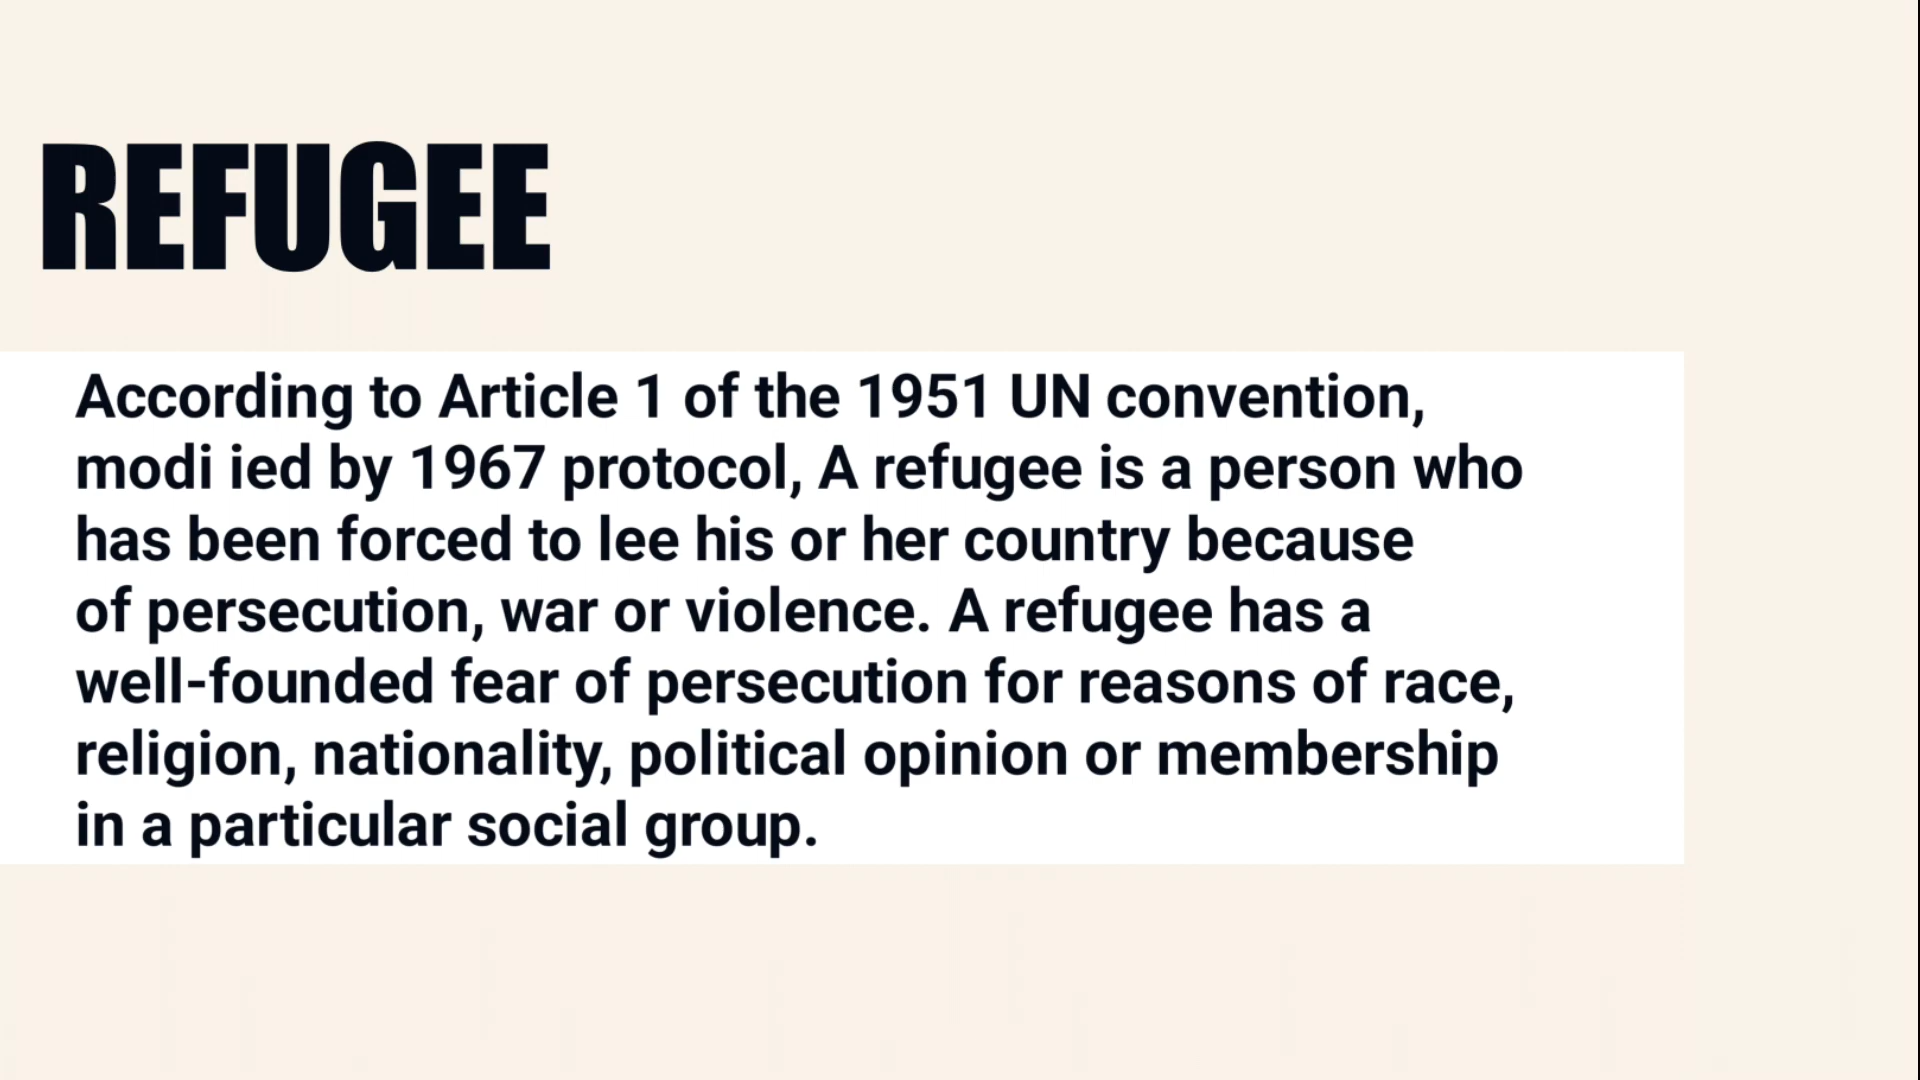 REFUGEE
According to Article 1 of the 1951 UN convention,
modi ied by 1967 protocol, A refugee is a person who
has been forced to lee his or her country because
of persecution, war or violence. A refugee has a
well-founded fear of persecution for reasons of race,
religion, nationality, political opinion or membership
in a particular social group.